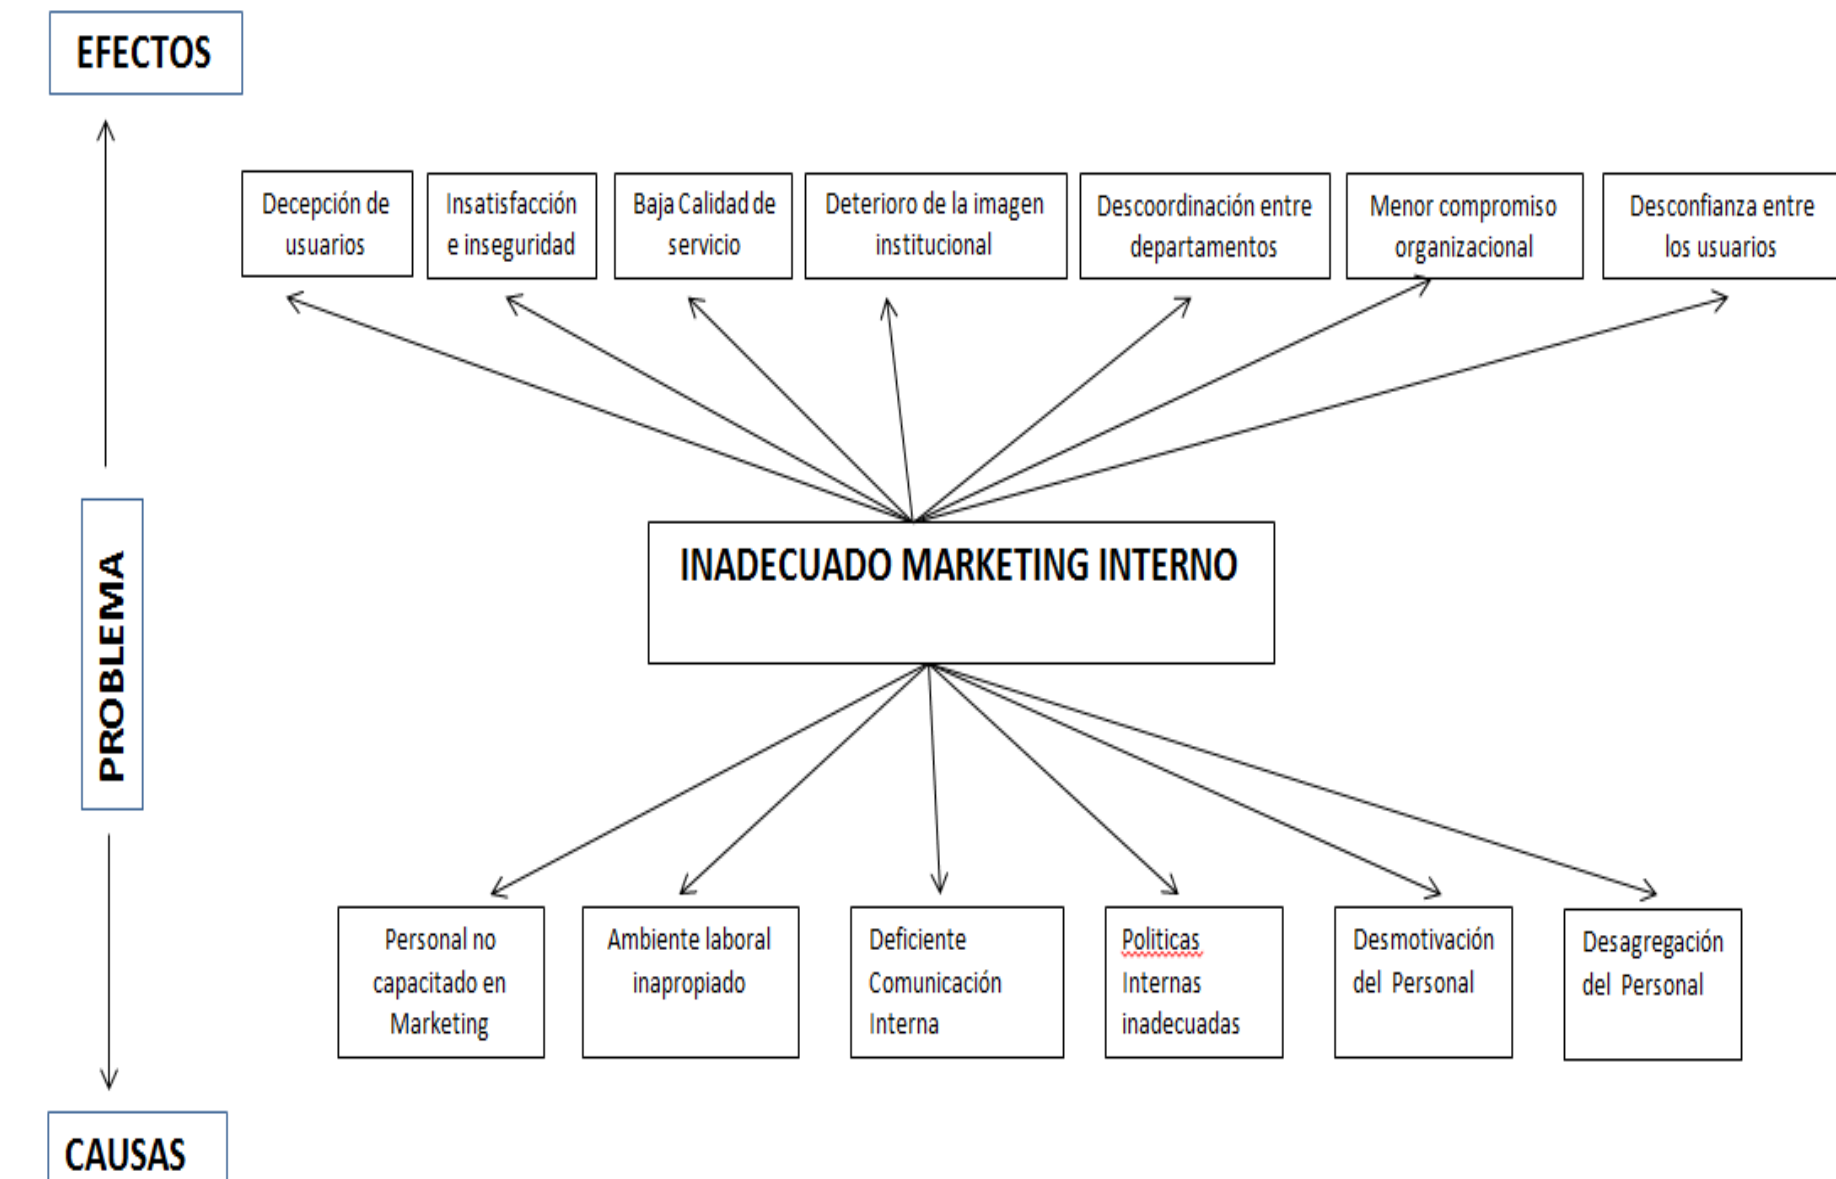 EFECTOS
Decepción de
usuarios
Insatisfacción
e inseguridad
Baja Calidad de
servicio
Deterioro de la imagen
institucional
Descoordinación entre
departamentos
Menor compromiso
organizacional
Desconfianza entre
los usuarios
PROBLEMA
INADECUADO MARKETING INTERNO
Personal no
capacitado en
Marketing
Ambiente laboral
inapropiado
Deficiente
Comunicación
Interna
Politicas
Internas
inadecuadas
Desmotivación
del Personal
Desagregación
del Personal
CAUSAS